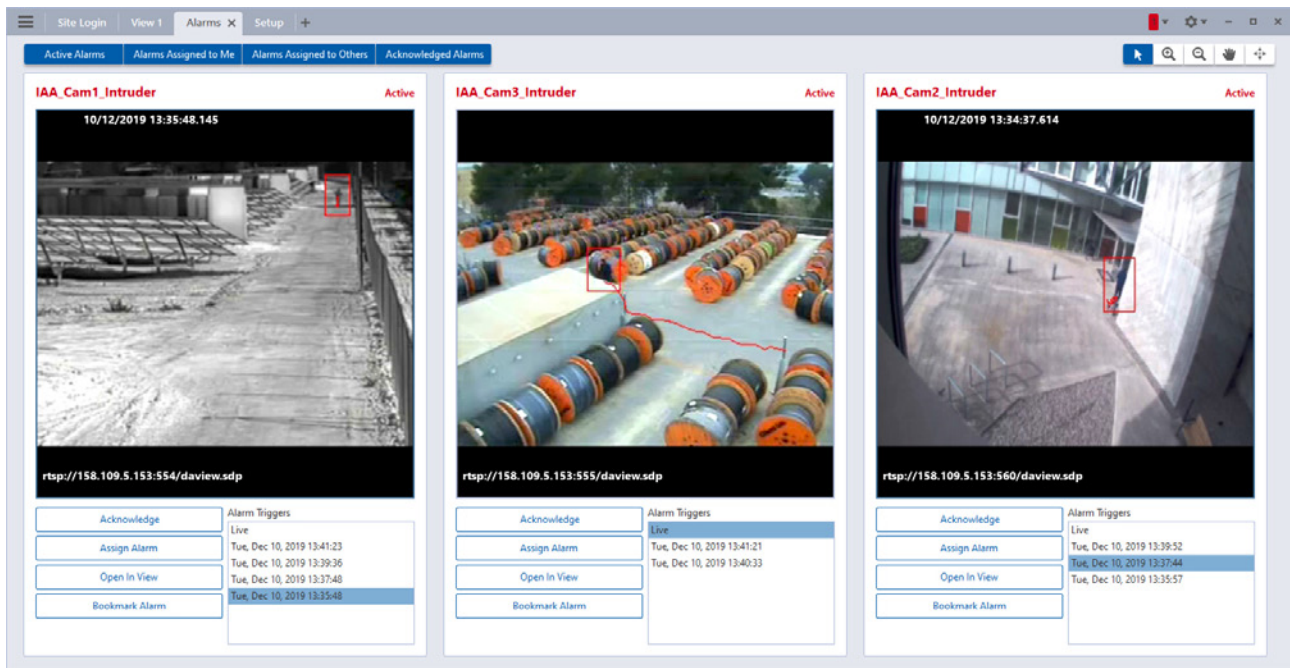 Site Login View 1 Alarms Setup
Active Alarms Alarms Assigned to Me Alarms Assigned to Others Acknowledged Alarms
IAA_Cam1_Intruder Active
10/12/2019 13:35:48.145
rtsp://158.109.5.153:554/daview.sdp
Acknowledge
Assign Alarm
Open In View
Bookmark Alarm
Alarm Triggers
Live
Tue, Dec 10, 2019 13:41:23
Tue, Dec 10, 2019 13:39:36
Tue, Dec 10, 2019 13:37:48
Tue, Dec 10, 2019 13:35:48
IAA_Cam3_Intruder Active
rtsp://158.109.5.153:555/daview.sdp
Acknowledge
Assign Alarm
Open In View
Bookmark Alarm
Alarm Triggers
Live
Tue, Dec 10, 2019 13:41:21
Tue, Dec 10, 2019 13:40:33
IAA_Cam2_Intruder Active
10/12/2019 13:34:37.614
rtsp://158.109.5.153:560/daview.sdp
Acknowledge
Assign Alarm
Open In View
Bookmark Alarm
Alarm Triggers
Live
Tue, Dec 10, 2019 13:39:52
Tue, Dec 10, 2019 13:37:44
Tue, Dec 10, 2019 13:35:57